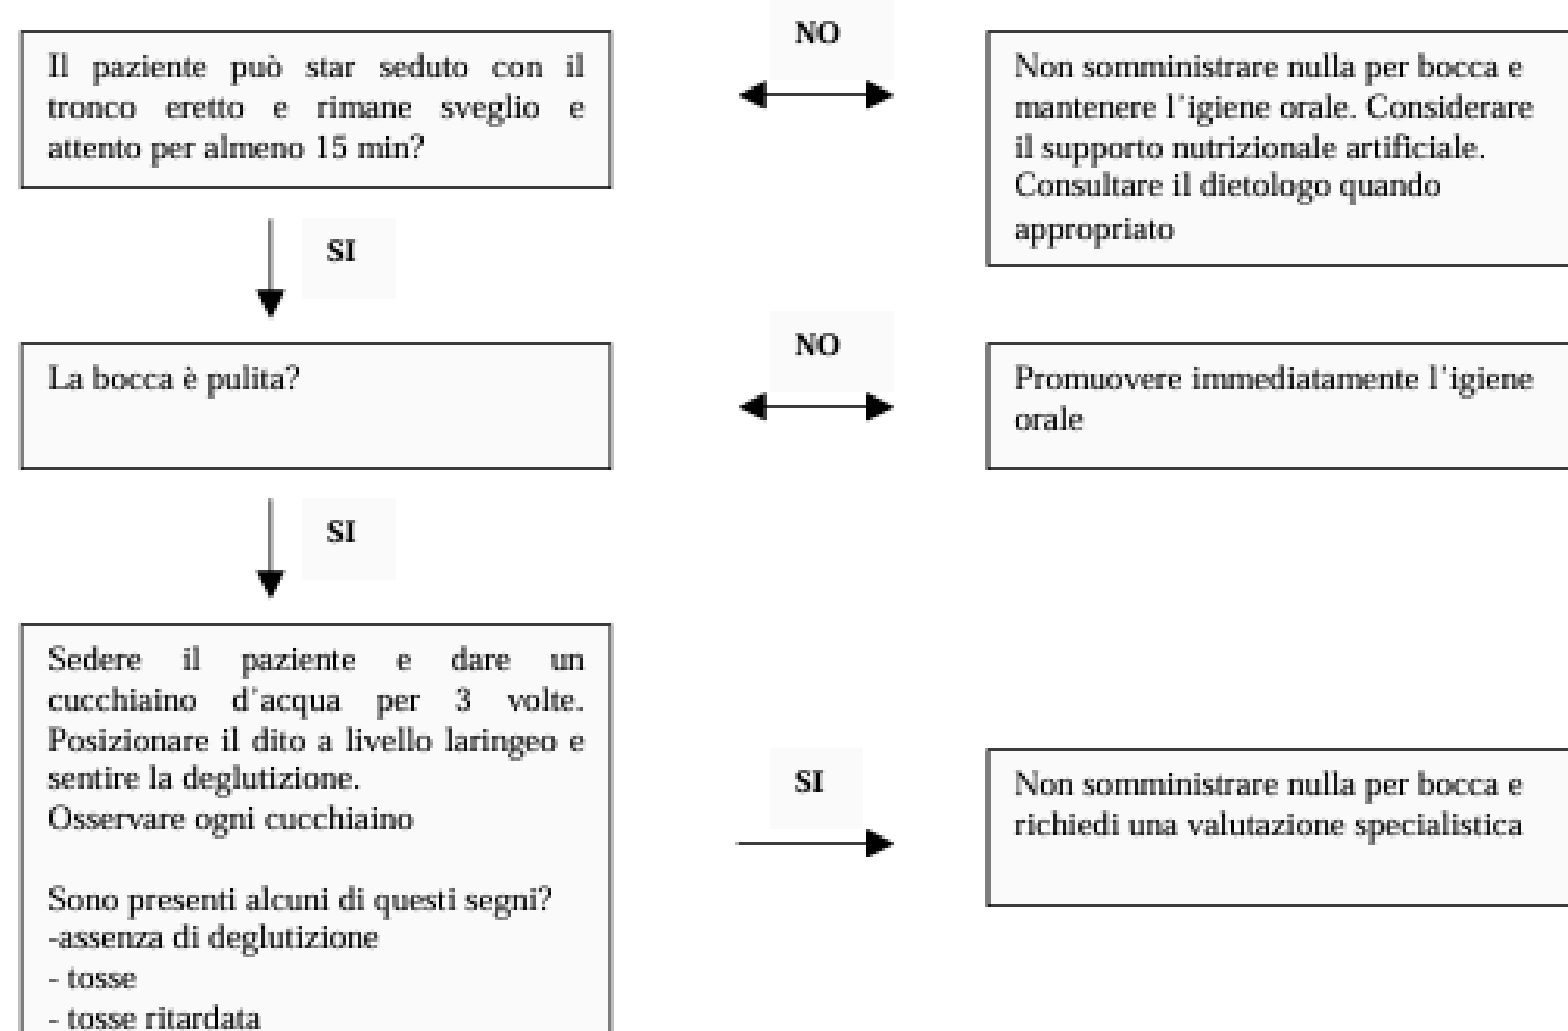 Il paziente può star seduto con il
tronco eretto e rimane sveglio e
attento per almeno 15 min?
NO
Non somministrare nulla per bocca e
mantenere l'igiene orale. Considerare
il supporto nutrizionale artificiale.
Consultare il dietologo quando
appropriato
SI
La bocca è pulita?
NO
Promuovere immediatamente l'igiene
orale
SI
Sedere il paziente e dare un
cucchiaino d'acqua per 3 volte.
Posizionare il dito a livello laringeo e
sentire la deglutizione.
Osservare ogni cucchiaino
Sono presenti alcuni di questi segni?
-assenza di deglutizione
- tosse
- tosse ritardata
SI
Non somministrare nulla per bocca e
richiedi una valutazione specialistica